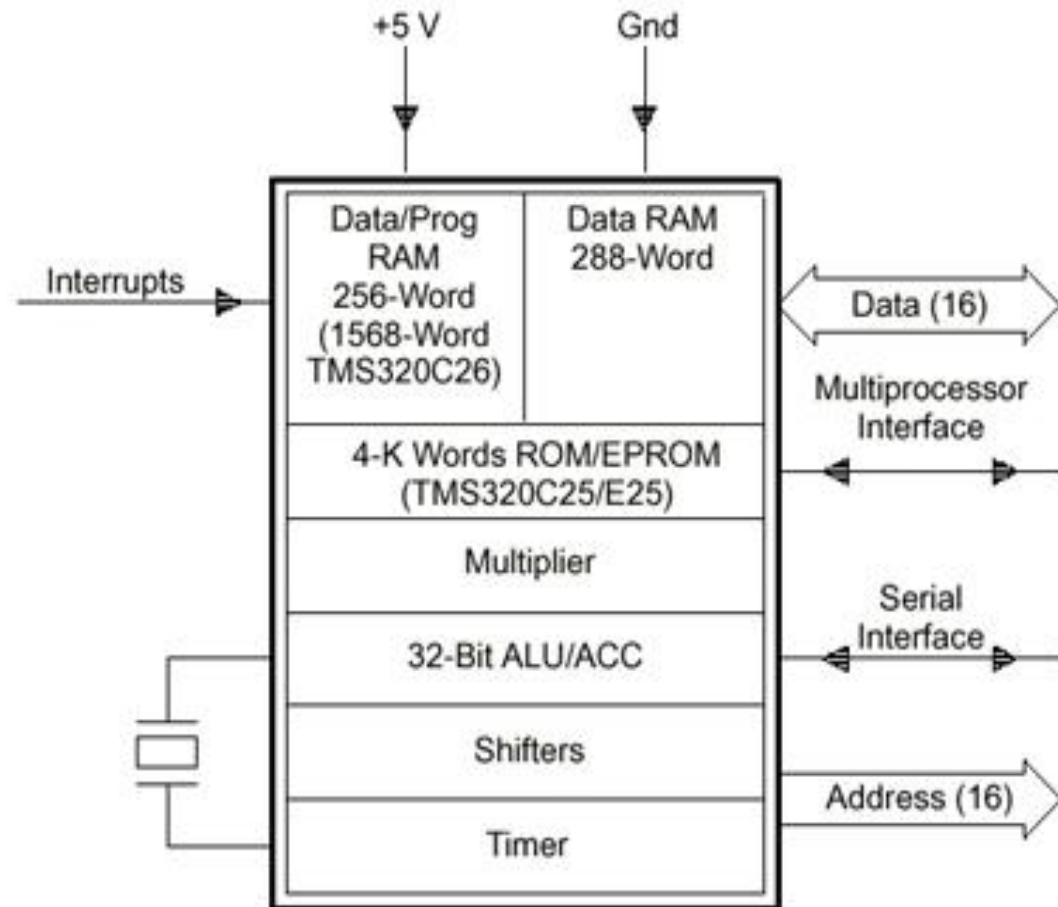 +5 V
Gnd
Interrupts
Data/Prog
RAM
256-Word
(1568-Word
TMS320C26)
Data RAM
288-Word
Data (16)
Multiprocessor
Interface
4-K Words ROM/EPROM
(TMS320C25/E25)
Multiplier
Serial
Interface
32-Bit ALU/ACC
Shifters
Address (16)
Timer